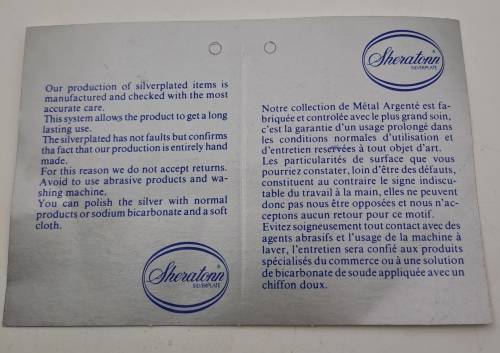 Our production of silverplated items is
manufactured and checked with the most
accurate care.
This system allows the product to get a long
lasting use.
The silverplated has not faults but confirms
tha fact that our production is entirely hand
made.
For this reason we do not accept returns.
Avoid to use abrasive products and wa-
shing machine.
You can polish the silver with normal
products or sodium bicarbonate and a soft
cloth.
Sheratonn
SILVERPLATE
Sheratonn®
SILVERPLATE
Notre collection de Métal Argenté est fa-
briquée et controlée avec le plus grand soin,
c'est la garantie d'un usage prolongé dans
les conditions normales d'utilisation et
d'entretien reservées à tout objet d'art.
Les particularités de surface que vous
pourriez constater, loin d'être des défauts,
constituent au contraire le signe indiscu-
table du travail à la main, elles ne peuvent
donc pas nous être opposées et nous n'ac-
ceptons aucun retour pour ce motif.
Evitez soigneusement tout contact avec des
agents abrasifs et l'usage de la machine à
laver, l'entretien sera confié aux produits
spécialisés du commerce ou à une solution
de bicarbonate de soude appliquée avec un
chiffon doux.